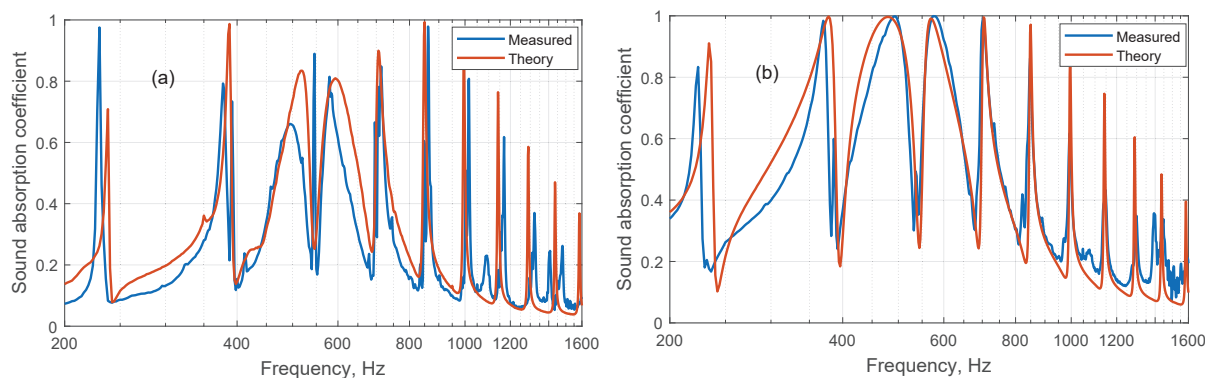 Sound absorption coefficient
1
0.8
0.6
0.4
0.2
0
(a)
Measured
Theory
200
400
600
800
1000
1200
1600
Frequency, Hz
Sound absorption coefficient
1
0.8
0.6
0.4
0.2
0
(b)
Measured
Theory
200
400
600
800
1000
1200
1600
Frequency, Hz